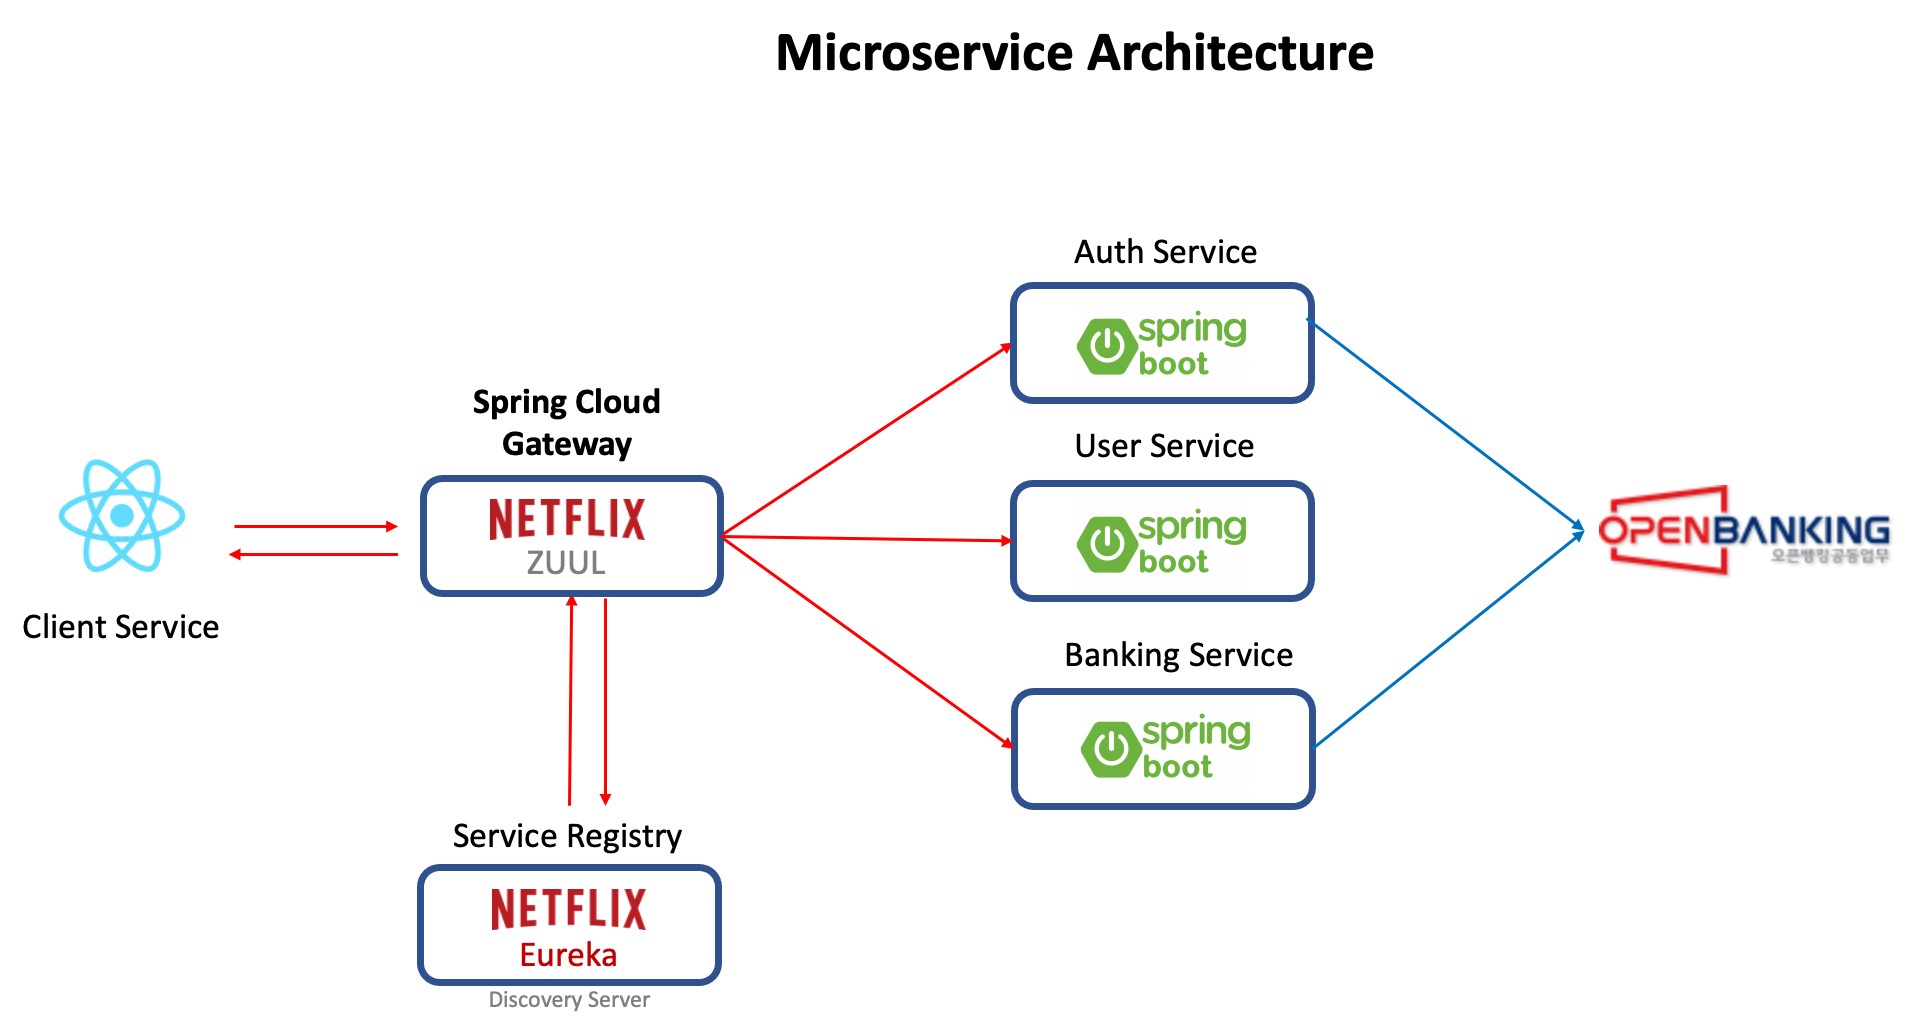 Microservice Architecture
Auth Service
spring
boot
Spring Cloud
Gateway
NETFLIX
ZUUL
User Service
spring
boot
OPENBANKING
오픈뱅킹공동업무
Client Service
Banking Service
spring
boot
Service Registry
NETFLIX
Eureka
Discovery Server